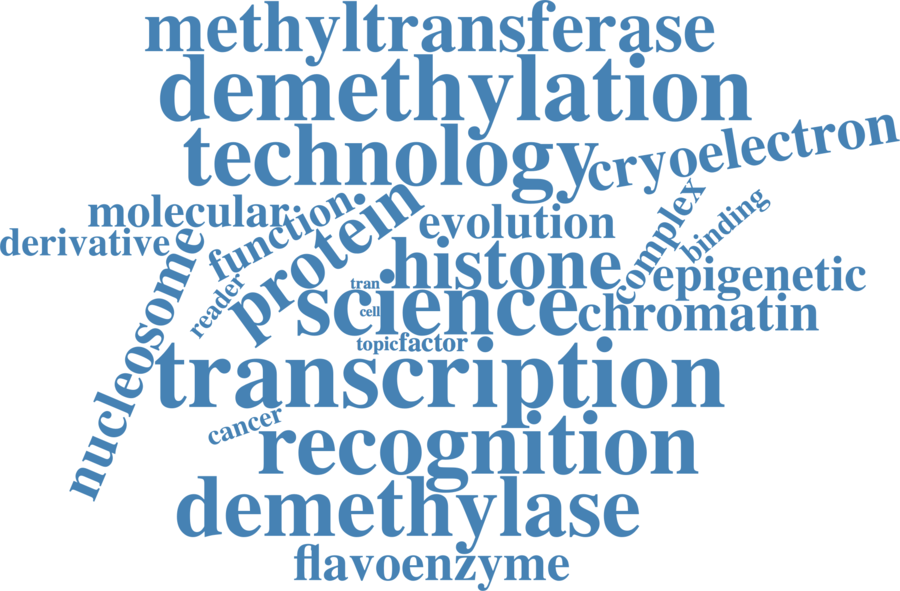 methyltransferase
demethylation
technology
cryoelectron
molecular
function
protein
evolution
complex
binding
derivative
nucleosome
reader
tran
histone
epigenetic
science
cell
chromatin
topic
factor
transcription
cancer
recognition
demethylase
flavoenzyme